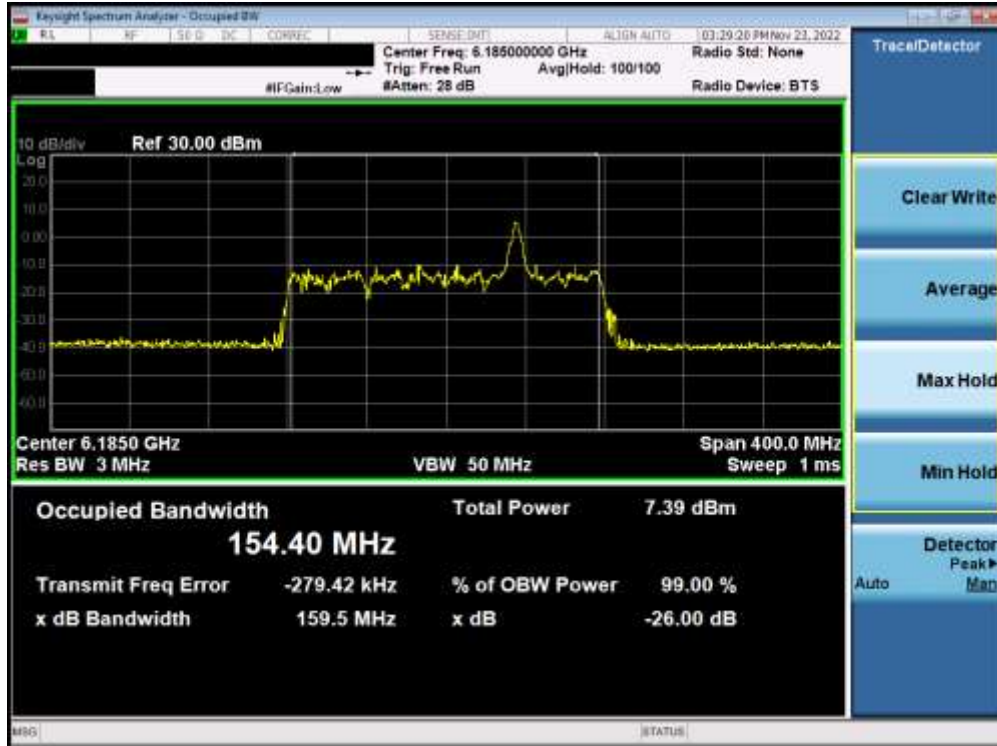 Keysight Spectrum Analyzer - Occupied BW
RL RF 50 Ω DC CORREC SENSE:INT ALIGN AUTO 03:29:20 PM Nov 23, 2022
Center Freq: 6.185000000 GHz Radio Std: None
Trig: Free Run Avg|Hold: 100/100
#IFGain:Low #Atten: 28 dB Radio Device: BTS
10 dB/div Ref 30.00 dBm
Log
20.0
10.0
0.00
-10.0
-20.0
-30.0
Center 6.1850 GHz Span 400.0 MHz
Res BW 3 MHz VBW 50 MHz Sweep 1 ms
Occupied Bandwidth Total Power 7.39 dBm
154.40 MHz
Transmit Freq Error -279.42 kHz % of OBW Power 99.00 %
x dB Bandwidth 159.5 MHz x dB -26.00 dB
MSG STATUS
Trace/Detector
Clear Write
Average
Max Hold
Min Hold
Detector
Peak▶
Auto Man